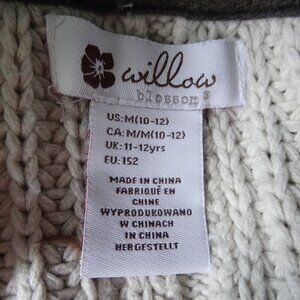 willow
blossom®
US:M(10-12)
CA: M/M(10-12)
UK: 11-12yrs
EU: 152
MADE IN CHINA
FABRIQUÉ EN
CHINE
WYPRODUKOWANO
W CHINACH
IN CHINA
HERGESTELLT